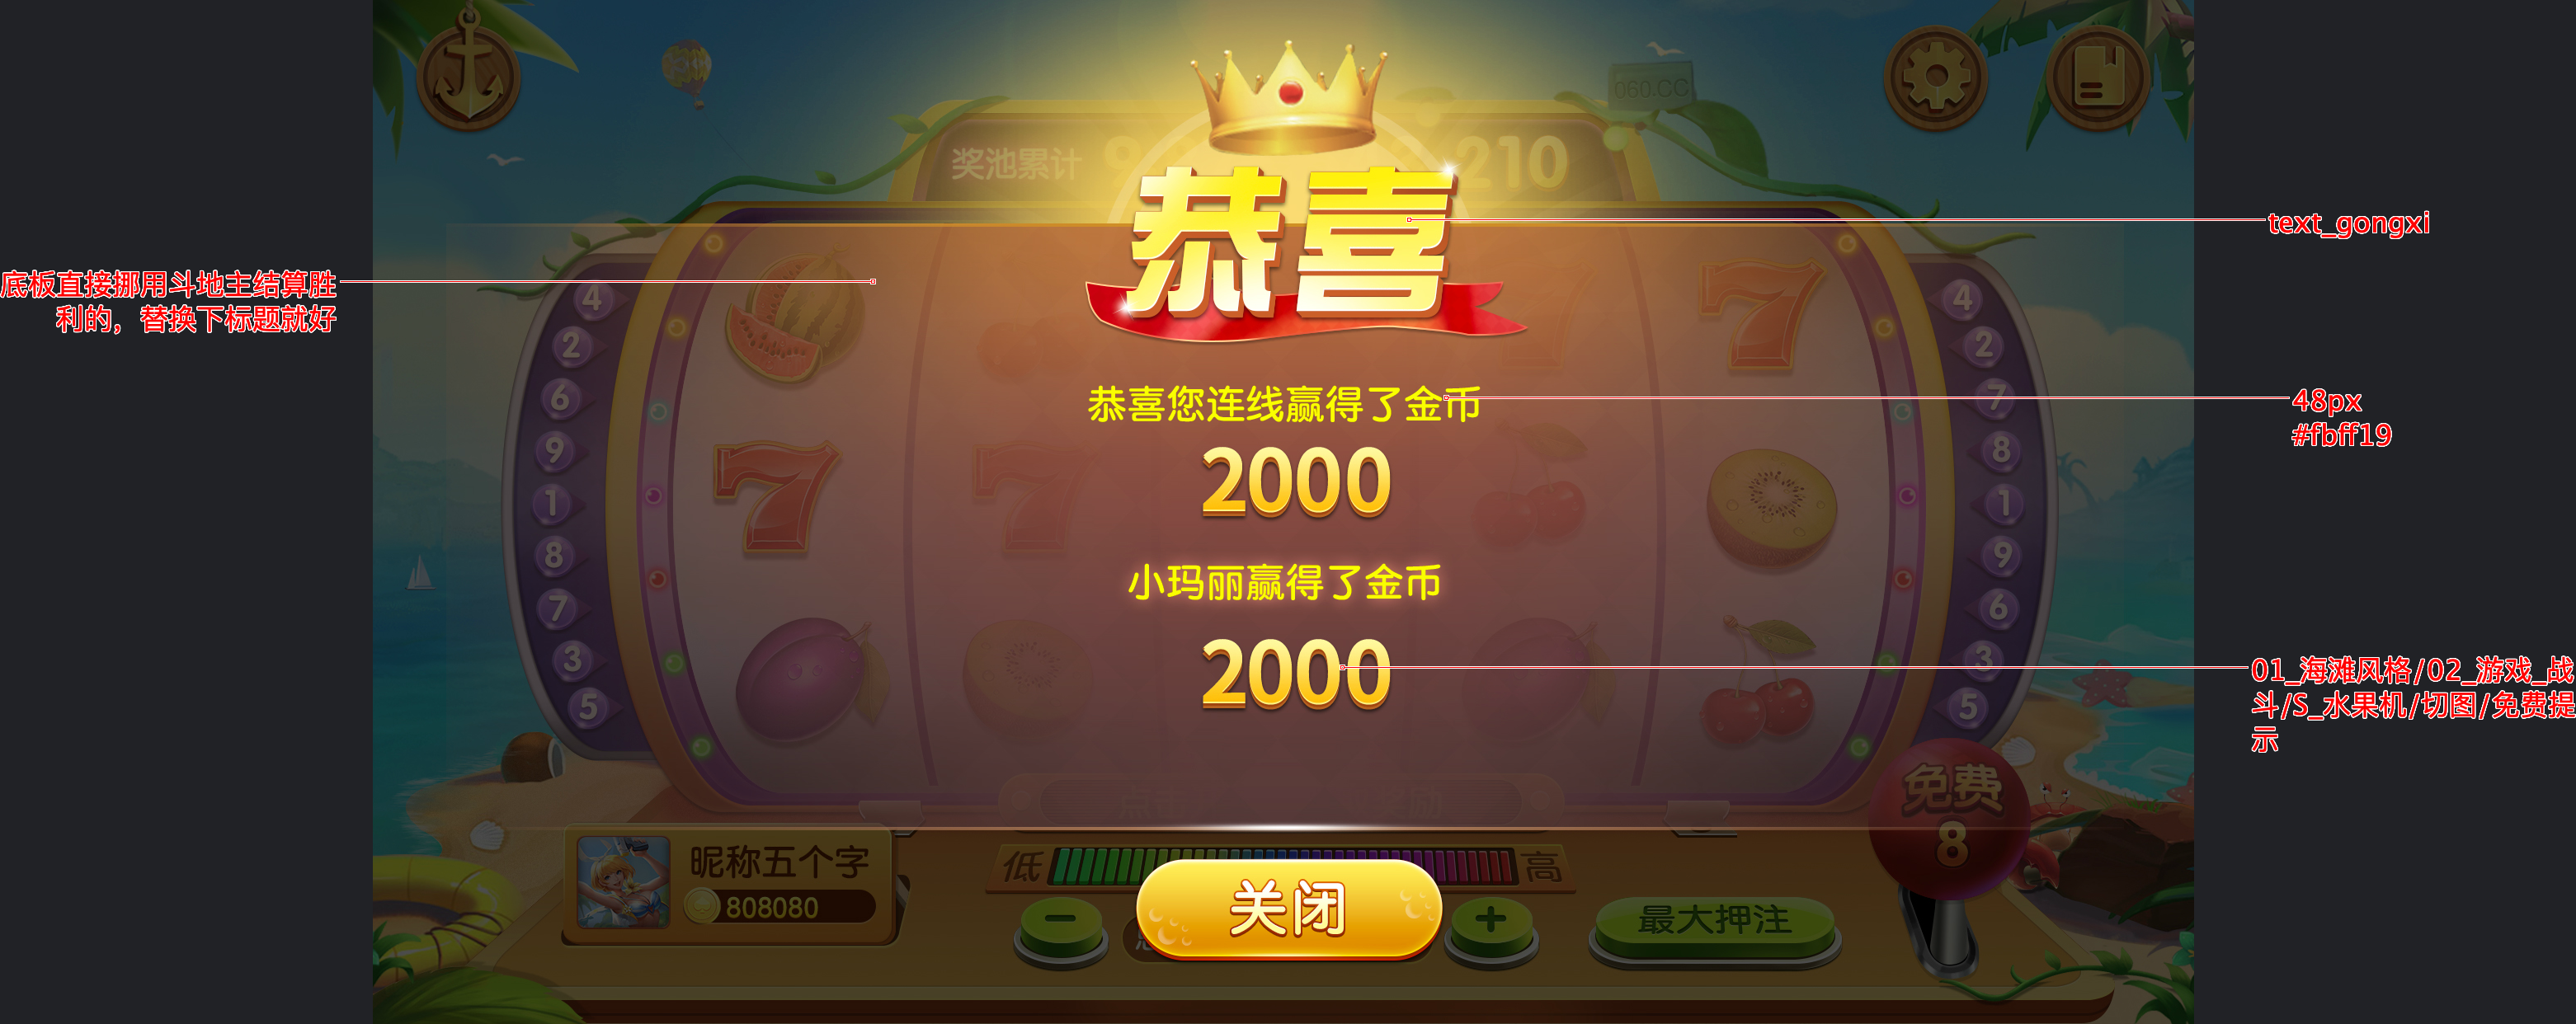 060.CC
奖池累计 9 210
恭喜
text_gongxi
底板直接挪用斗地主结算胜
利的，替换下标题就好
恭喜您连线赢得了金币
48px
#fbff19
2000
小玛丽赢得了金币
2000
01_海滩风格/02_游戏_战
斗/S_水果机/切图/免费提
示
4
2
6
9
1
8
7
3
5
7
7
7
4
2
7
8
1
9
6
3
5
免费
8
昵称五个字
808080
低
高
关闭
最大押注